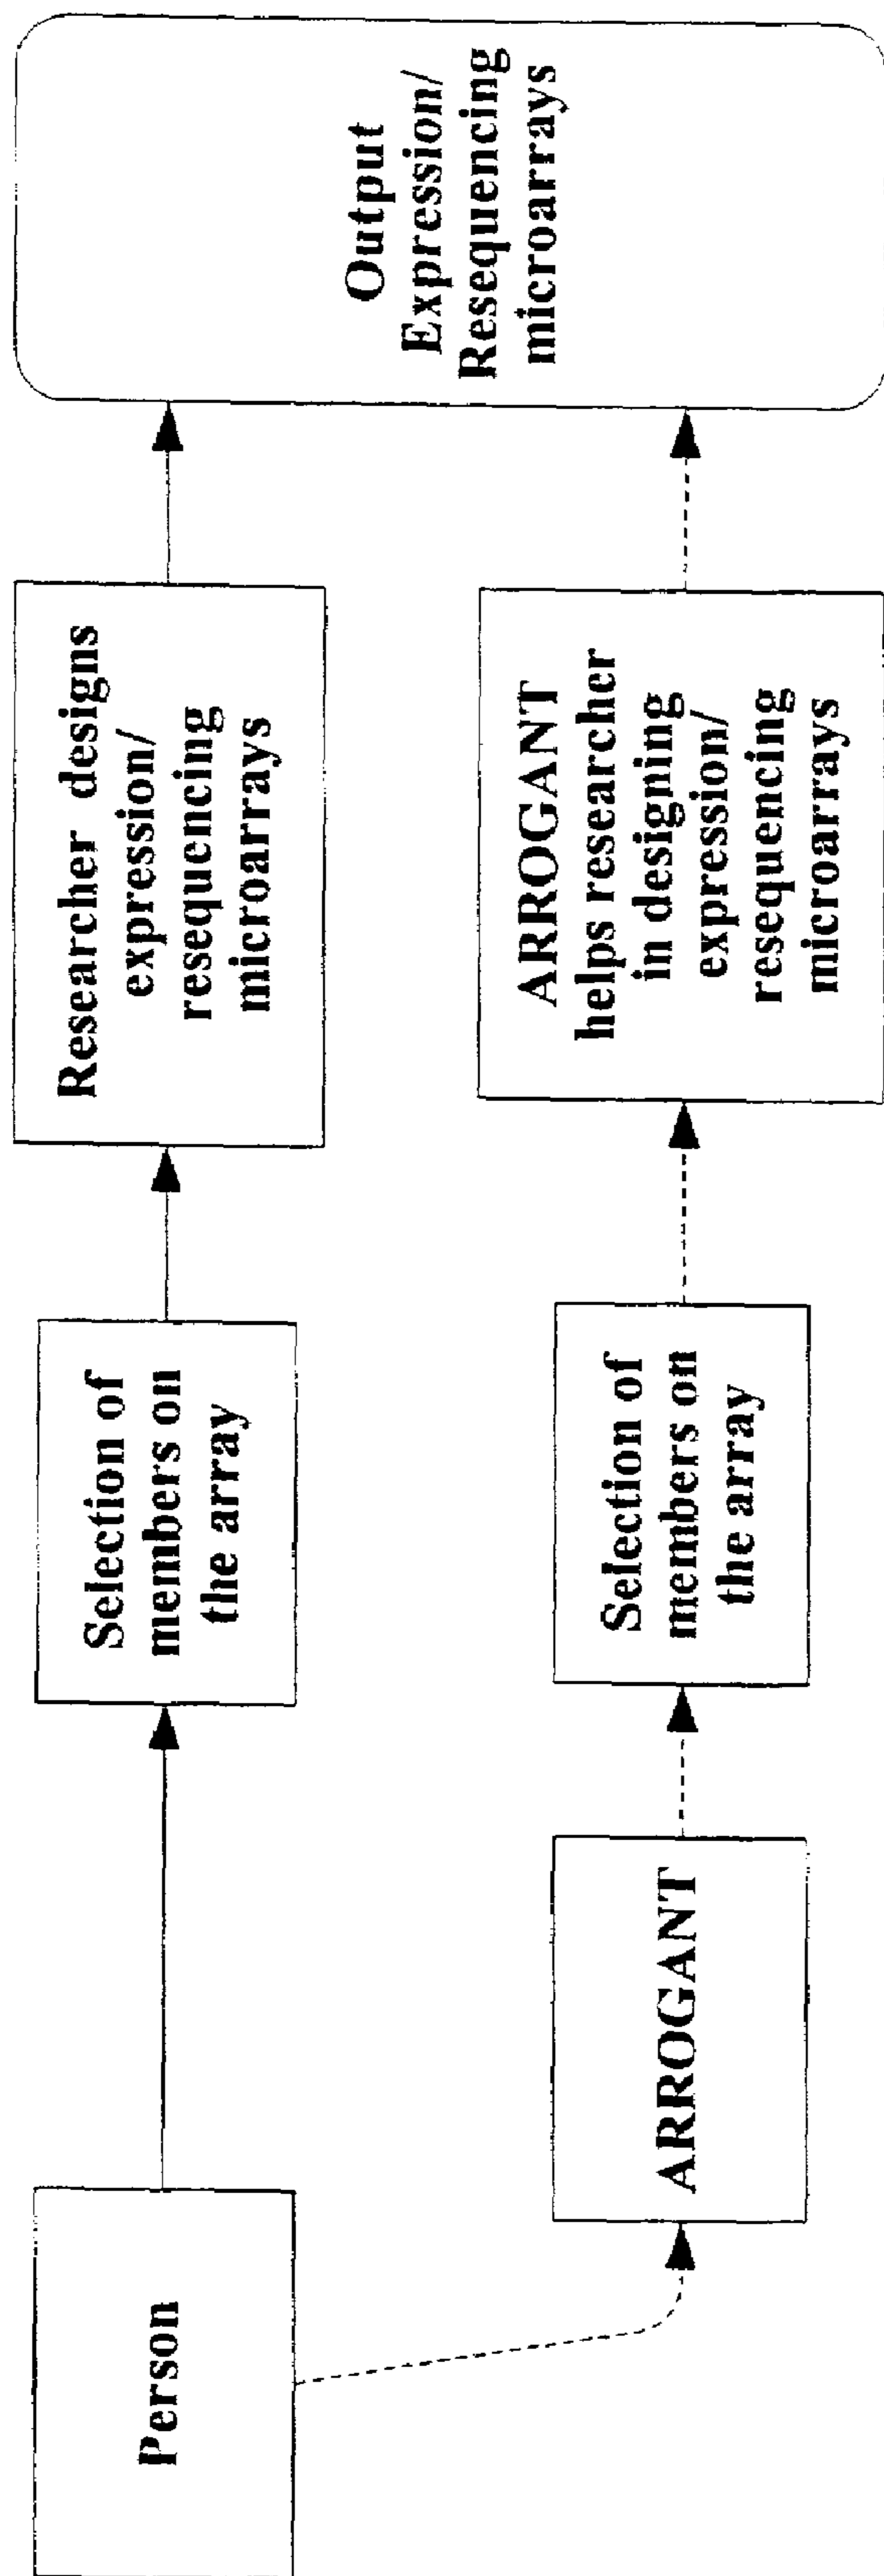 Person
Selection of
members on
the array
Researcher designs
expression/
resequencing
microarrays
ARROGANT
Selection of
members on
the array
ARROGANT
helps researcher
in designing
expression/
resequencing
microarrays
Output
Expression/
Resequencing
microarrays